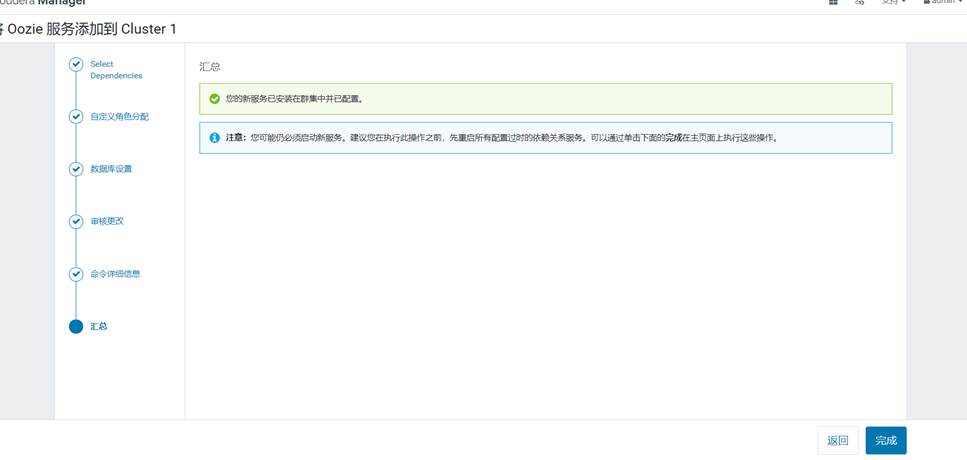 Manager
支持
admin
Oozie 服务添加到 Cluster 1
Select
Dependencies
自定义角色分配
数据库设置
审核更改
命令详细信息
汇总
汇总
您的新服务已安装在群集中并已配置。
注意：您可能仍必须启动新服务。建议您在执行此操作之前，先重启所有配置过时的依赖关系服务。可以通过单击下面的完成在主页面上执行这些操作。
返回
完成